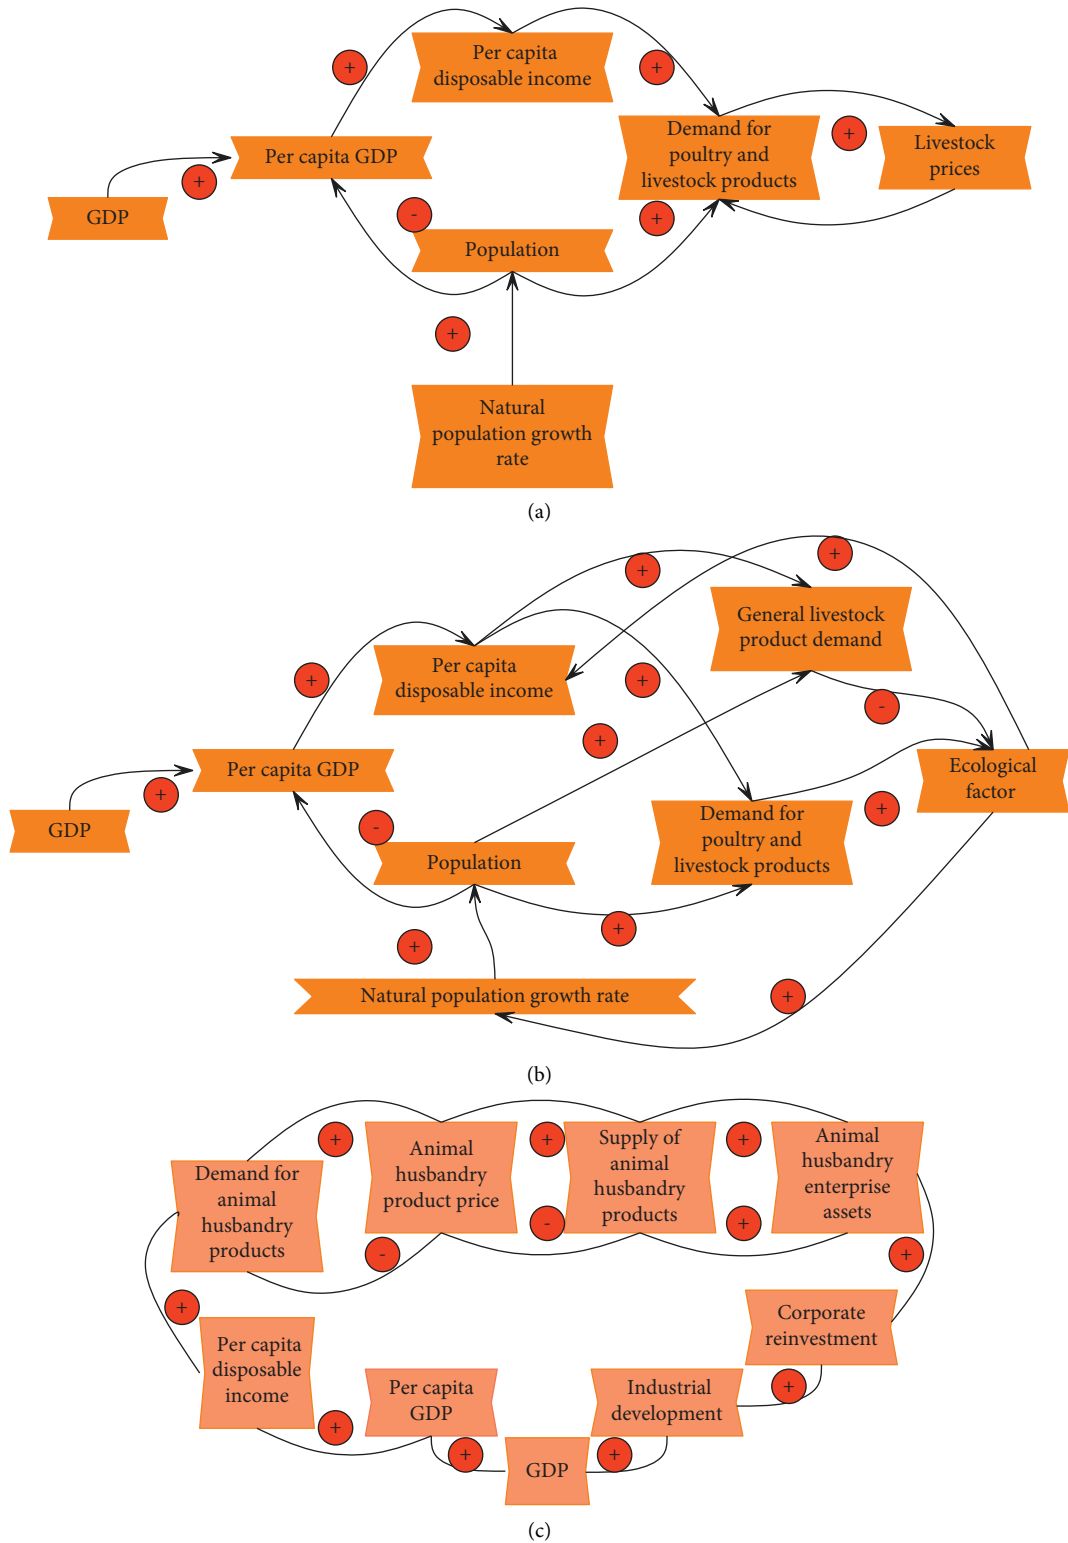 Per capita
disposable income
+
+
Demand for
poultry and
livestock products
+
Livestock
prices
Per capita GDP
+
GDP
-
+
Population
+
Natural
population growth
rate
(a)
+
+
General livestock
product demand
Per capita
disposable income
+
+
-
+
Per capita GDP
+
Ecological
factor
GDP
-
Demand for
poultry and
livestock products
+
Population
+
+
Natural population growth rate
+
(b)
Demand for
animal
husbandry
products
+
Animal
husbandry
product price
+
Supply of
animal
husbandry
products
+
Animal
husbandry
enterprise
assets
-
-
+
+
+
Per capita
disposable
income
Corporate
reinvestment
+
Per capita
GDP
Industrial
development
+
+
GDP
+
(c)